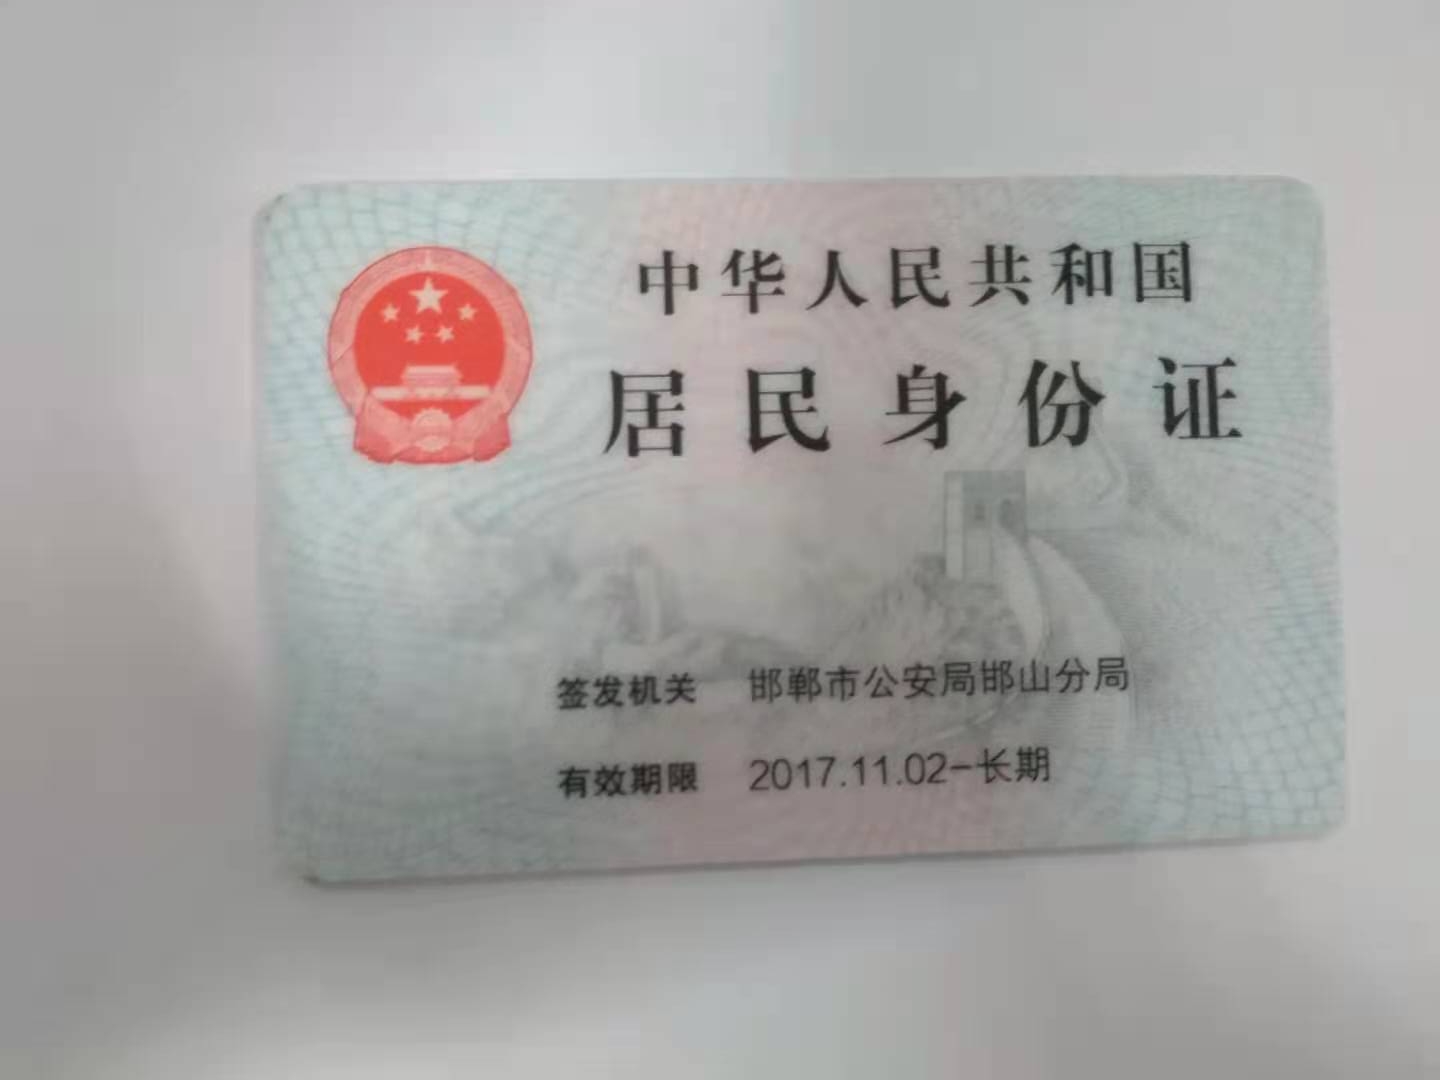 中华人民共和国
居民身份证
签发机关 邯郸市公安局邯山分局
有效期限 2017.11.02-长期